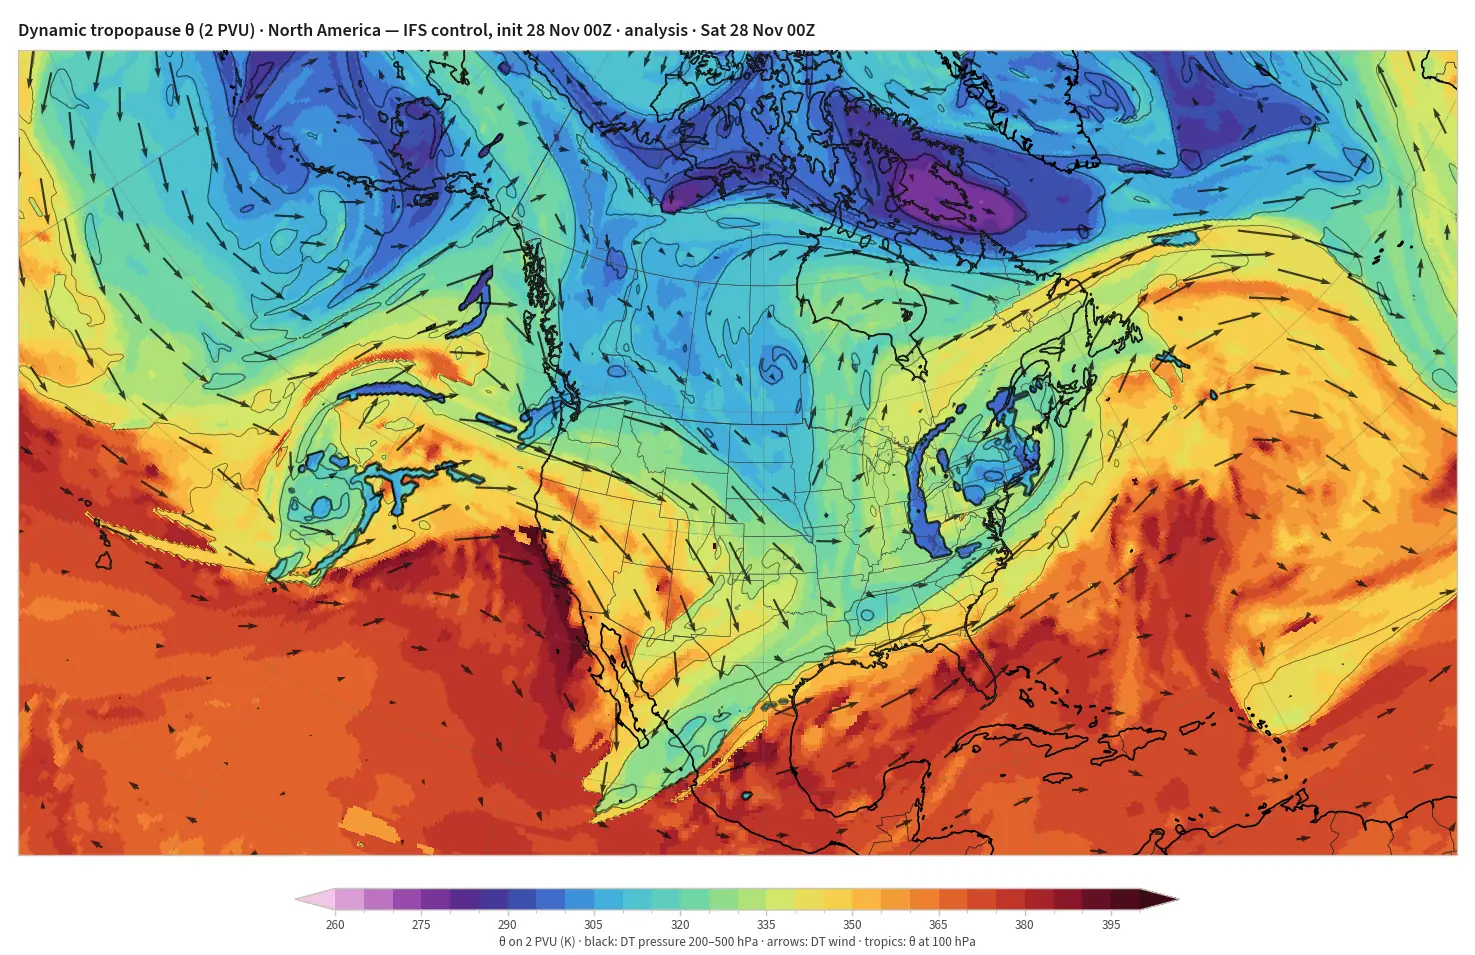 Dynamic tropopause θ (2 PVU) · North America — IFS control, init 28 Nov 00Z · analysis · Sat 28 Nov 00Z
260 275 290 305 320 335 350 365 380 395
θ on 2 PVU (K) · black: DT pressure 200–500 hPa · arrows: DT wind · tropics: θ at 100 hPa